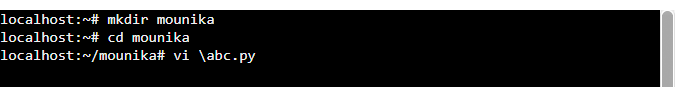 localhost:~# mkdir mounika
localhost:~# cd mounika
localhost:~/mounika# vi \abc.py